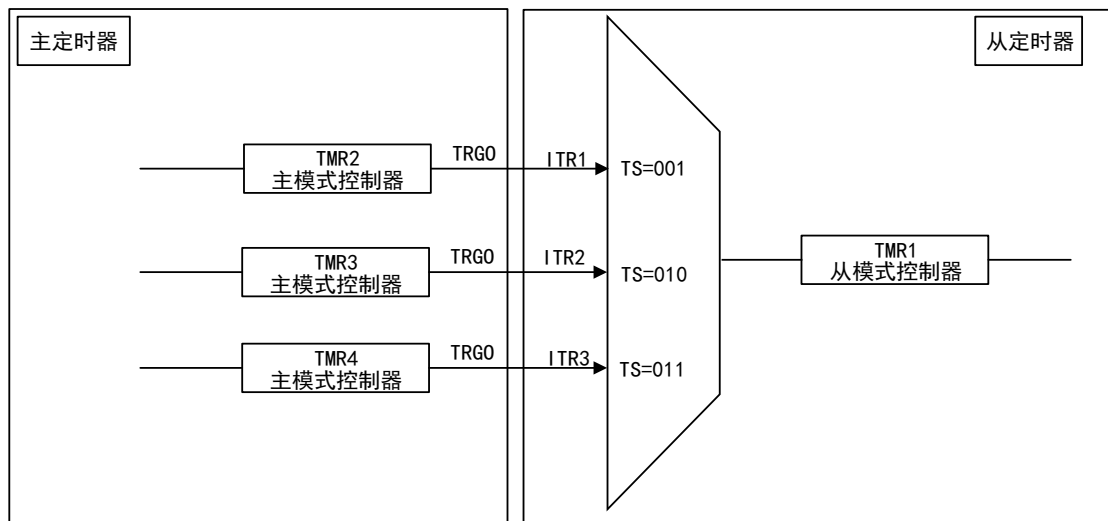 主定时器
从定时器
TMR2
主模式控制器
TRGO
ITR1
TS=001
TMR3
主模式控制器
TRGO
ITR2
TS=010
TMR1
从模式控制器
TMR4
主模式控制器
TRGO
ITR3
TS=011